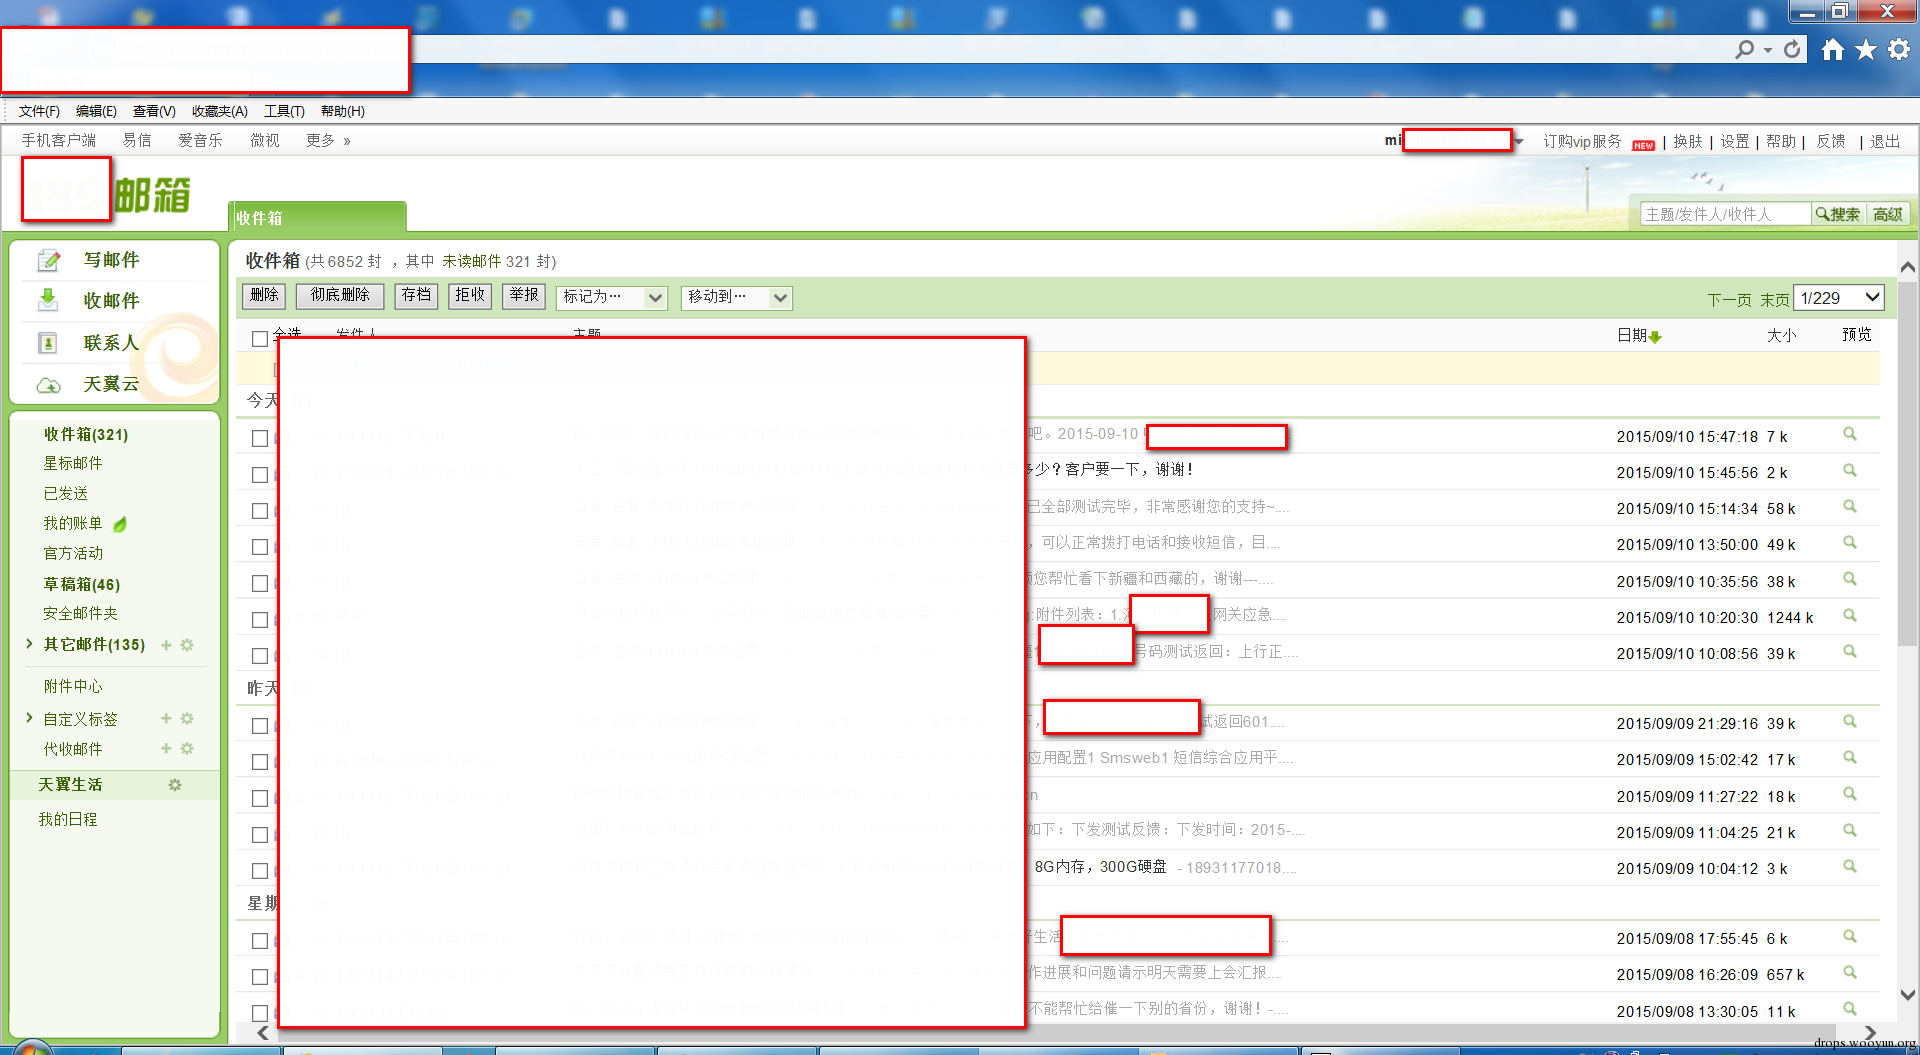 文件(F) 编辑(E) 查看(V) 收藏夹(A) 工具(T) 帮助(H)
手机客户端 易信 爱音乐 微视 更多 »
mi 订购vip服务 NEW | 换肤 | 设置 | 帮助 | 反馈 | 退出
邮箱
收件箱
主题/发件人/收件人 搜索 高级
写邮件
收邮件
联系人
天翼云
收件箱(321)
星标邮件
已发送
我的账单
官方活动
草稿箱(46)
安全邮件夹
其它邮件(135)
附件中心
自定义标签
代收邮件
天翼生活
我的日程
收件箱 (共 6852 封 ，其中 未读邮件 321 封)
删除 彻底删除 存档 拒收 举报 标记为… 移动到…
下一页 末页 1/229
全选 发件人 主题 日期 大小 预览
今天
吧。2015-09-10 2015/09/10 15:47:18 7 k
多少？客户要一下，谢谢！ 2015/09/10 15:45:56 2 k
已全部测试完毕，非常感谢您的支持~.... 2015/09/10 15:14:34 58 k
，可以正常拨打电话和接收短信，目.... 2015/09/10 13:50:00 49 k
您帮忙看下新疆和西藏的，谢谢---.... 2015/09/10 10:35:56 38 k
:附件列表：1. 网关应急.... 2015/09/10 10:20:30 1244 k
号码测试返回：上行正.... 2015/09/10 10:08:56 39 k
昨天
试返回601.... 2015/09/09 21:29:16 39 k
应用配置1 Smsweb1 短信综合应用平.... 2015/09/09 15:02:42 17 k
cn 2015/09/09 11:27:22 18 k
如下：下发测试反馈：下发时间：2015-.... 2015/09/09 11:04:25 21 k
8G内存，300G硬盘 - 18931177018.... 2015/09/09 10:04:12 3 k
星期
生活 .... 2015/09/08 17:55:45 6 k
作进展和问题请示明天需要上会汇报.... 2015/09/08 16:26:09 657 k
不能帮忙给催一下别的省份，谢谢！-.... 2015/09/08 13:30:05 11 k
drops.wooyun.org